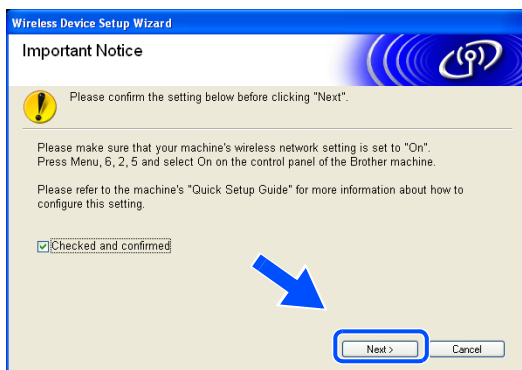 Wireless Device Setup Wizard
Important Notice
Please confirm the setting below before clicking "Next".
Please make sure that your machine's wireless network setting is set to "On".
Press Menu, 6, 2, 5 and select On on the control panel of the Brother machine.
Please refer to the machine's "Quick Setup Guide" for more information about how to
configure this setting.
Checked and confirmed
Next > Cancel